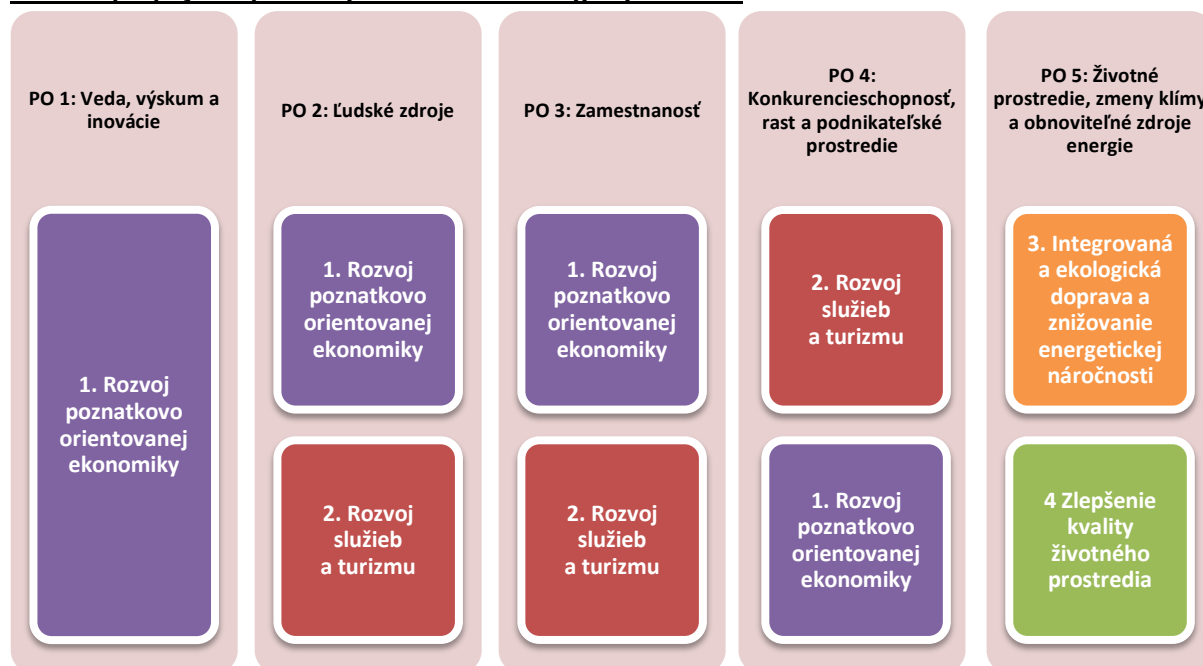 PO 1: Veda, výskum a
inovácie
1. Rozvoj
poznatkovo
orientovanej
ekonomiky
PO 2: Ľudské zdroje
1. Rozvoj
poznatkovo
orientovanej
ekonomiky
2. Rozvoj
služieb
a turizmu
PO 3: Zamestnanosť
1. Rozvoj
poznatkovo
orientovanej
ekonomiky
2. Rozvoj
služieb
a turizmu
PO 4:
Konkurencieschopnosť,
rast a podnikateľské
prostredie
2. Rozvoj
služieb
a turizmu
1. Rozvoj
poznatkovo
orientovanej
ekonomiky
PO 5: Životné
prostredie, zmeny klímy
a obnoviteľné zdroje
energie
3. Integrovaná
a ekologická
doprava a
znižovanie
energetickej
náročnosti
4 Zlepšenie
kvality
životného
prostredia